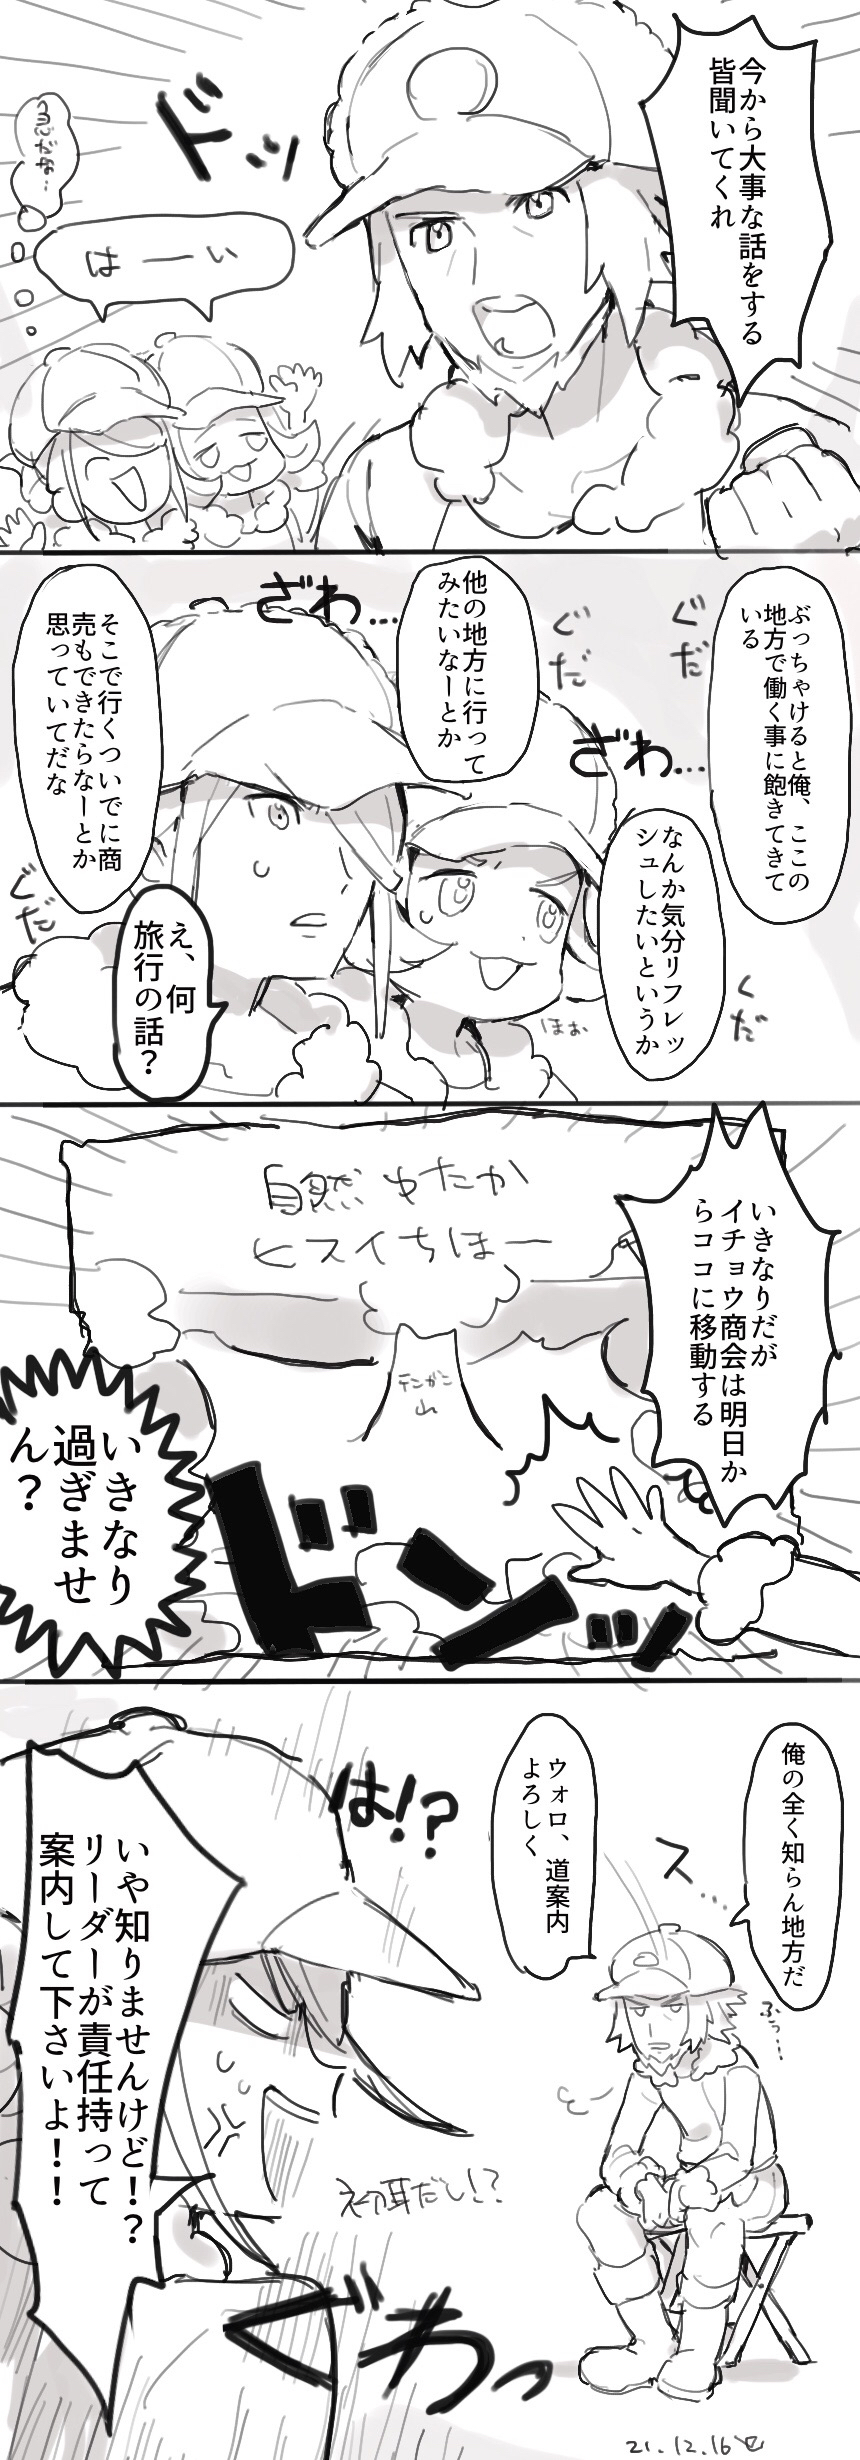 今から大事な話をする
皆聞いてくれ
ドッ
はーい
ぶっちゃけると俺、ここの
地方で働く事に飽きてきて
いる
ぐだ
ぐだ
なんか気分リフレッ
シュしたいというか
他の地方に行って
みたいなーとか
ざわ…
ざわ…
そこで行くついでに商
売もできたらなーとか
思っていてだな
え、何
旅行の話？
ほぉ
ぐだ
くだ
いきなりだが
イチョウ商会は明日か
らココに移動する
自然ゆたか
ヒスイちほー
テンガン
山
ドンッ
いきなり
過ぎませ
ん？
俺の全く知らん地方だ
ス…
ウォロ、道案内
よろしく
ふぅ…
は!?
いや知りませんけど！？
リーダーが責任持って
案内して下さいよ！！
初耳だし!?
ぐわっ
21.12.16